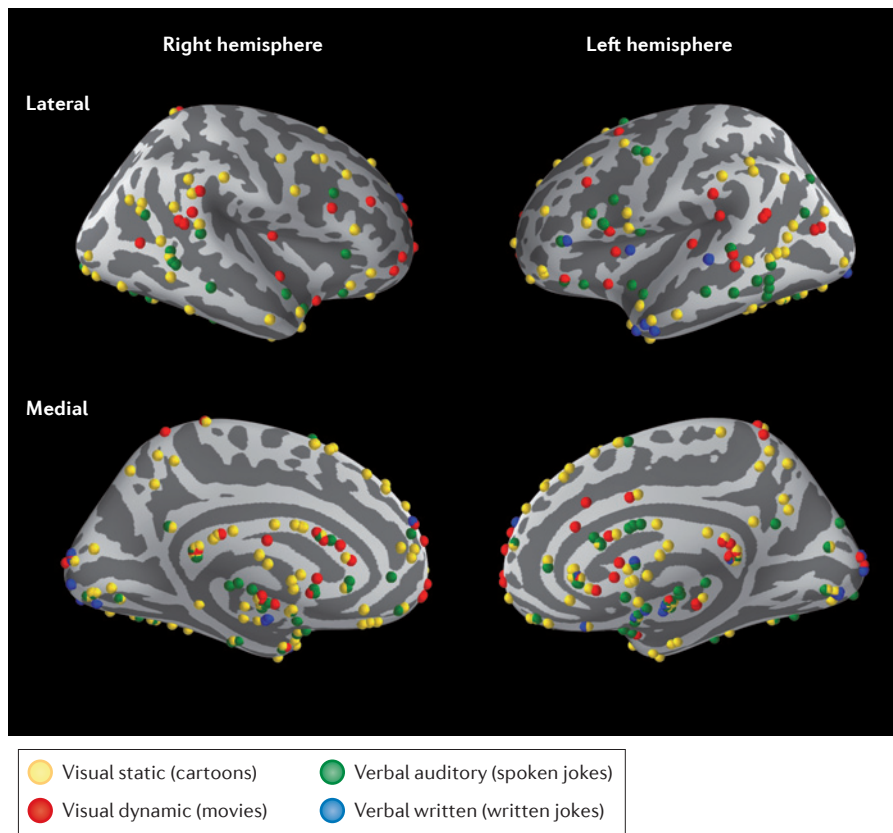 Right hemisphere
Left hemisphere
Lateral
Medial
Visual static (cartoons)
Verbal auditory (spoken jokes)
Visual dynamic (movies)
Verbal written (written jokes)